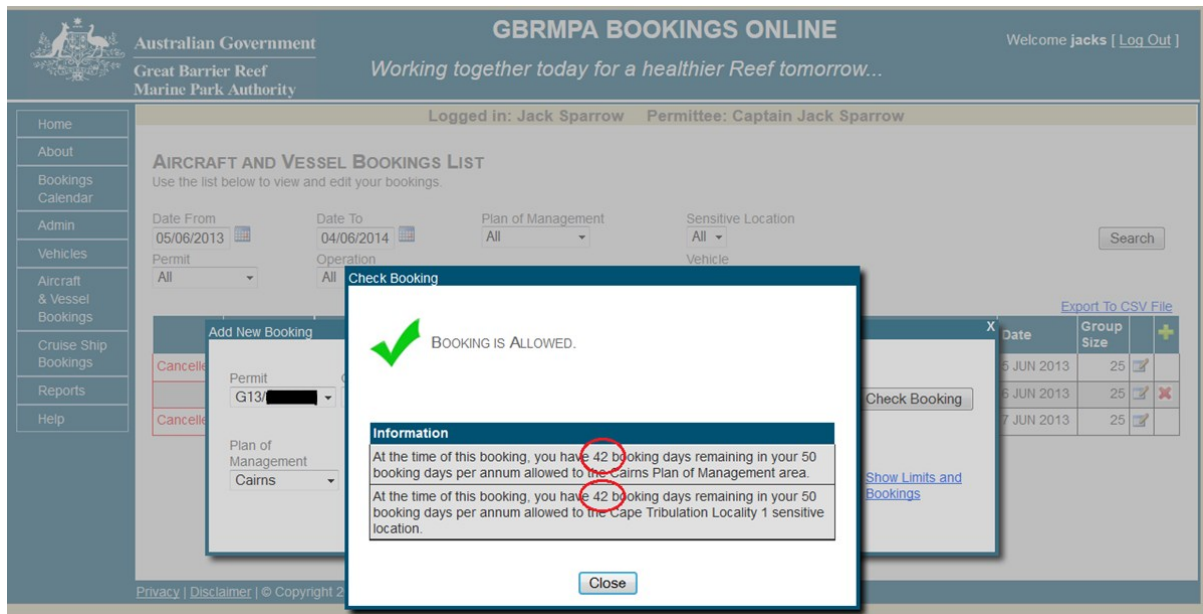 GBRMPA BOOKINGS ONLINE
Australian Government
Welcome jacks [ Log Out ]
Great Barrier Reef
Marine Park Authority
Working together today for a healthier Reef tomorrow...
Logged in: Jack Sparrow Permittee: Captain Jack Sparrow
Home
About
Bookings
Calendar
Admin
Vehicles
Aircraft
& Vessel
Bookings
Cruise Ship
Bookings
Reports
Help
AIRCRAFT AND VESSEL BOOKINGS LIST
Use the list below to view and edit your bookings.
Date From Date To Plan of Management Sensitive Location
05/06/2013 04/06/2014 All All
Search
Permit Operation Vehicle
All All
Export To CSV File
Date Group
Size
Cancelle 5 JUN 2013 25
6 JUN 2013 25
Cancelle 7 JUN 2013 25
Add New Booking X
Permit
G13/
Check Booking
Plan of
Management
Cairns
Show Limits and
Bookings
Check Booking
BOOKING IS ALLOWED.
Information
At the time of this booking, you have 42 booking days remaining in your 50
booking days per annum allowed to the Cairns Plan of Management area.
At the time of this booking, you have 42 booking days remaining in your 50
booking days per annum allowed to the Cape Tribulation Locality 1 sensitive
location.
Close
Privacy | Disclaimer | © Copyright 2